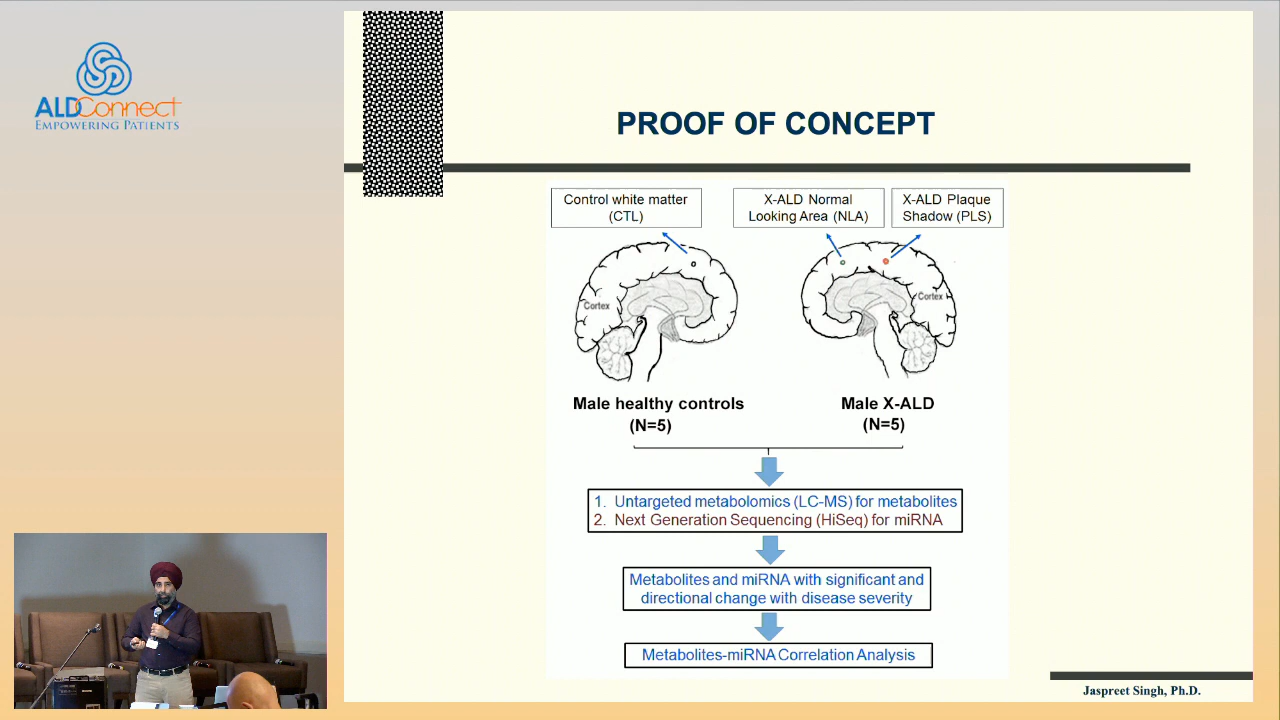 ALDConnect
EMPOWERING PATIENTS
PROOF OF CONCEPT
Control white matter
(CTL)
X-ALD Normal
Looking Area (NLA)
X-ALD Plaque
Shadow (PLS)
Cortex
Cortex
Male healthy controls
(N=5)
Male X-ALD
(N=5)
1. Untargeted metabolomics (LC-MS) for metabolites
2. Next Generation Sequencing (HiSeq) for miRNA
Metabolites and miRNA with significant and
directional change with disease severity
Metabolites-miRNA Correlation Analysis
Jaspreet Singh, Ph.D.